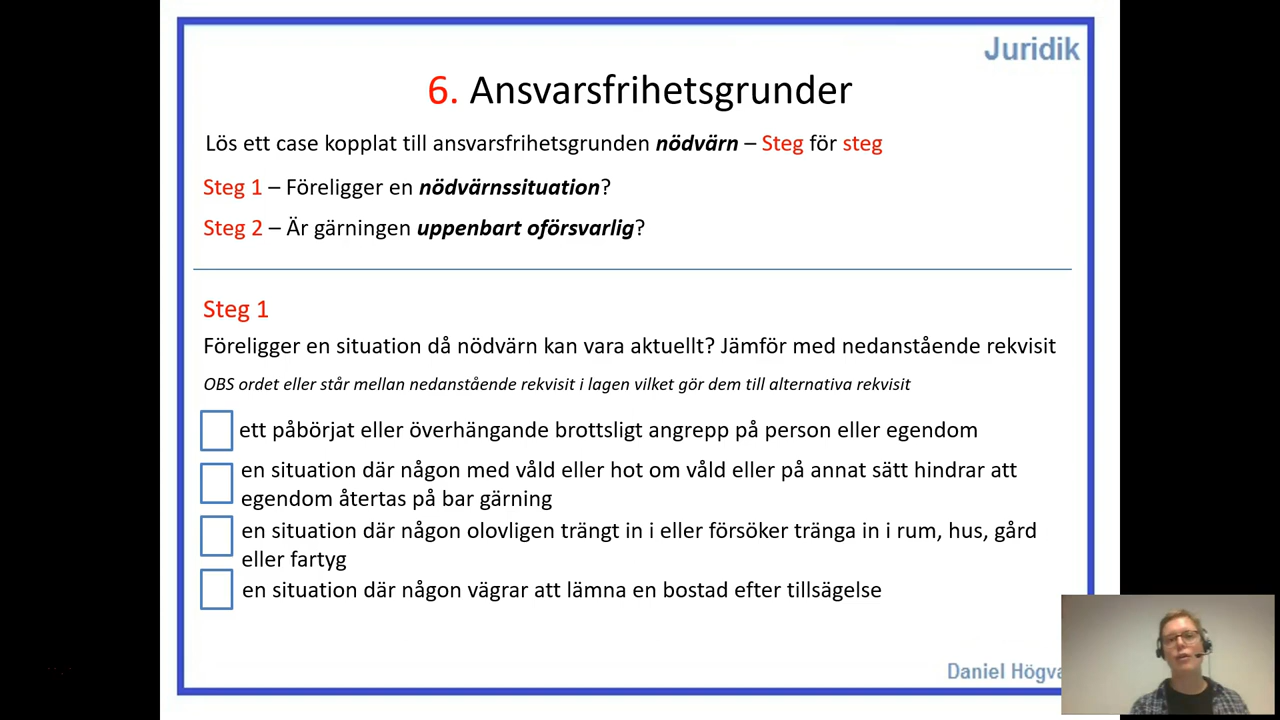 Juridik
6. Ansvarsfrihetsgrunder
Lös ett case kopplat till ansvarsfrihetsgrunden nödvärn – Steg för steg
Steg 1 – Föreligger en nödvärnssituation?
Steg 2 – Är gärningen uppenbart oförsvarlig?
Steg 1
Föreligger en situation då nödvärn kan vara aktuellt? Jämför med nedanstående rekvisit
OBS ordet eller står mellan nedanstående rekvisit i lagen vilket gör dem till alternativa rekvisit
ett påbörjat eller överhängande brottsligt angrepp på person eller egendom
en situation där någon med våld eller hot om våld eller på annat sätt hindrar att
egendom återtas på bar gärning
en situation där någon olovligen trängt in i eller försöker tränga in i rum, hus, gård
eller fartyg
en situation där någon vägrar att lämna en bostad efter tillsägelse
Daniel